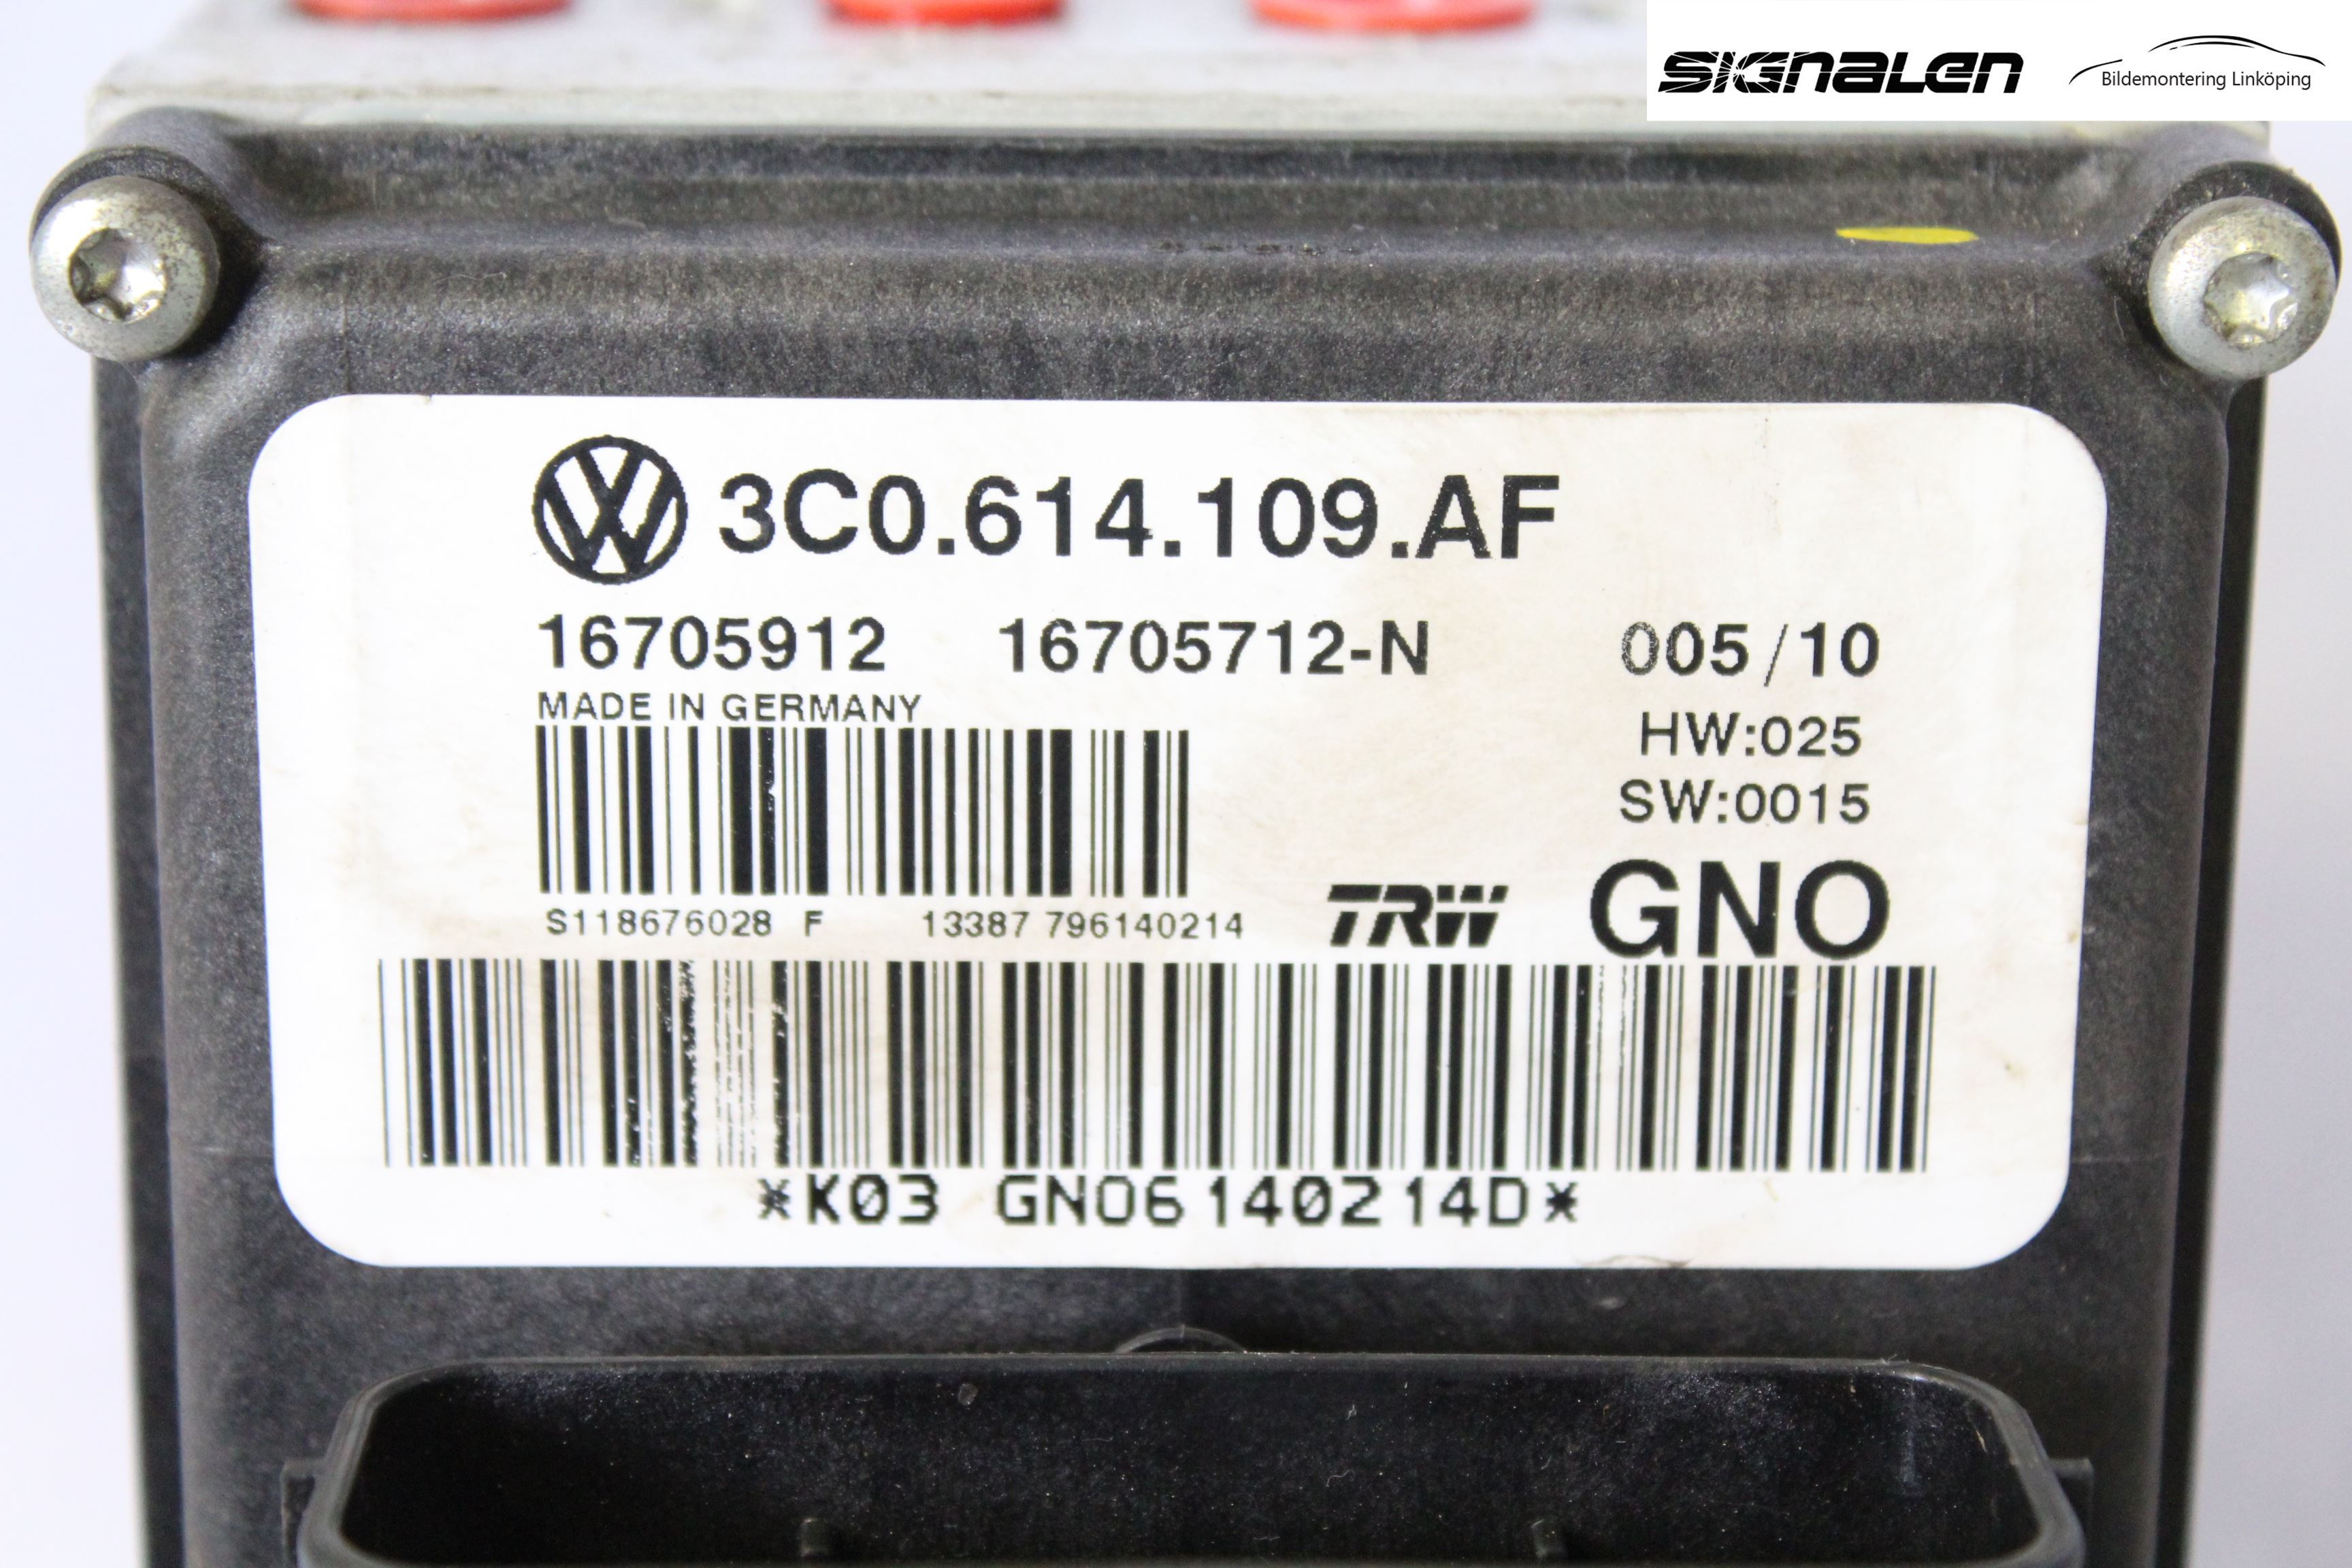 SIGNALEN
Bildemontering Linköping
3C0.614.109.AF
16705912 16705712-N 005/10
MADE IN GERMANY
HW:025
SW:0015
TRW GNO
S118676028 F 13387 796140214
*K03 GNO6140214D*